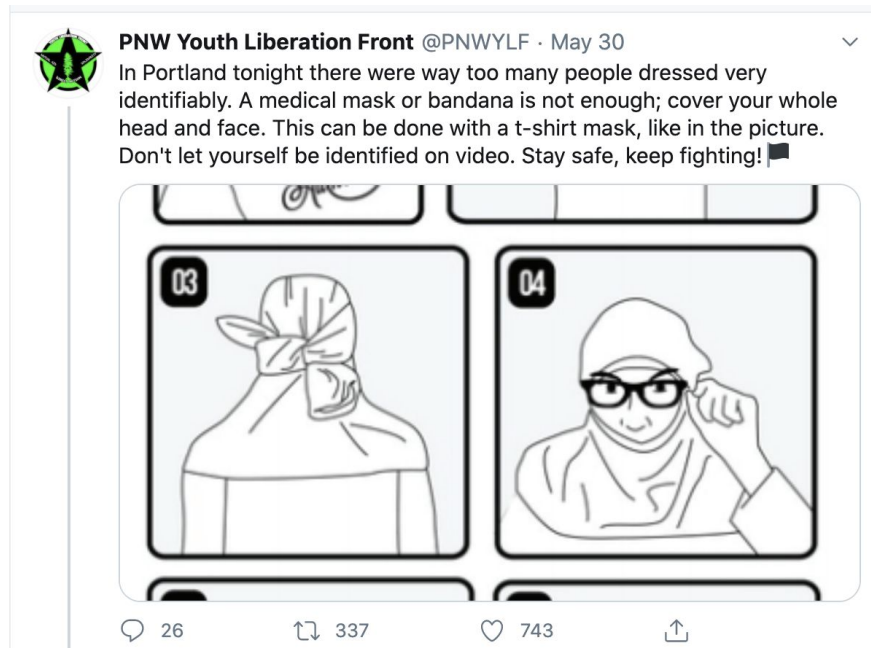 PNW Youth Liberation Front @PNWYLF · May 30
In Portland tonight there were way too many people dressed very
identifiably. A medical mask or bandana is not enough; cover your whole
head and face. This can be done with a t-shirt mask, like in the picture.
Don't let yourself be identified on video. Stay safe, keep fighting!🏴
03
04
26
337
743